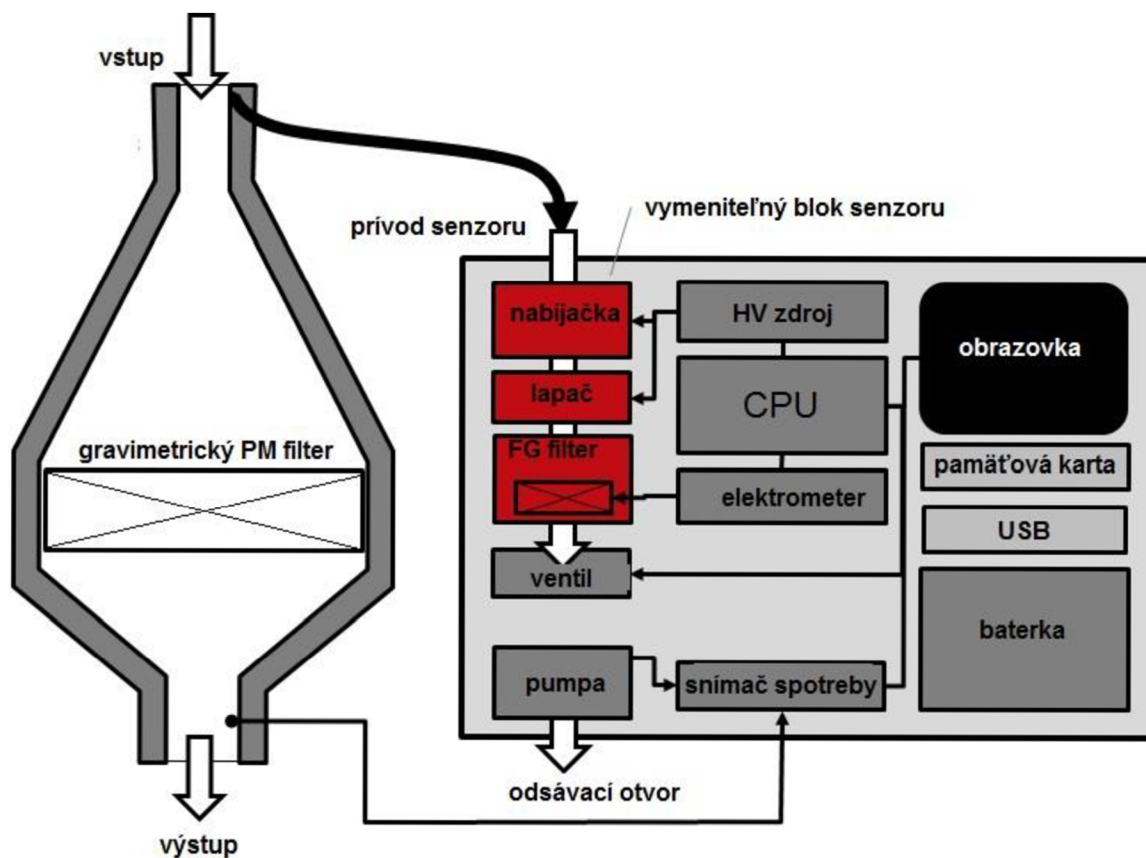 vstup
prívod senzoru
vymeniteľný blok senzoru
nabíjačka
HV zdroj
obrazovka
lapač
CPU
gravimetrický PM filter
FG filter
pamäťová karta
elektrometer
USB
ventil
baterka
pumpa
snímač spotreby
odsávací otvor
výstup